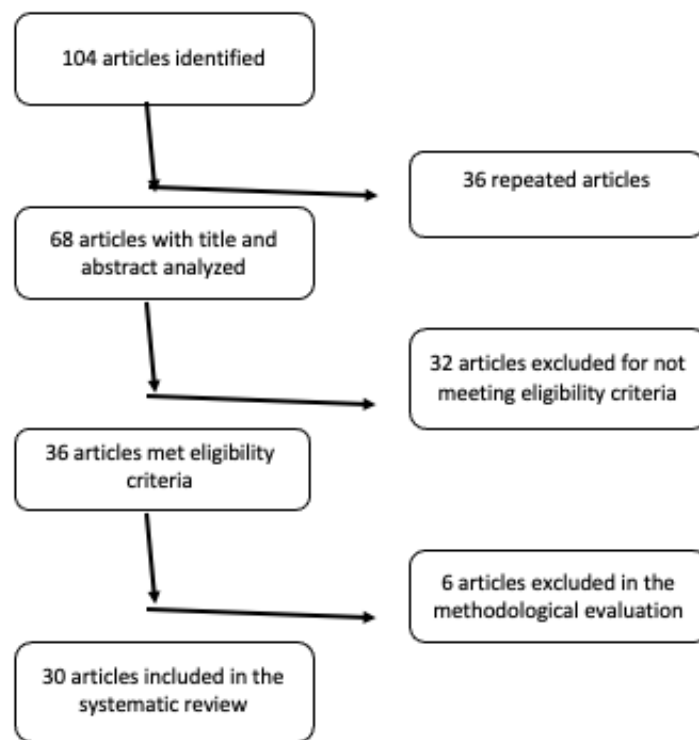 104 articles identified
36 repeated articles
68 articles with title and
abstract analyzed
32 articles excluded for not
meeting eligibility criteria
36 articles met eligibility
criteria
6 articles excluded in the
methodological evaluation
30 articles included in the
systematic review